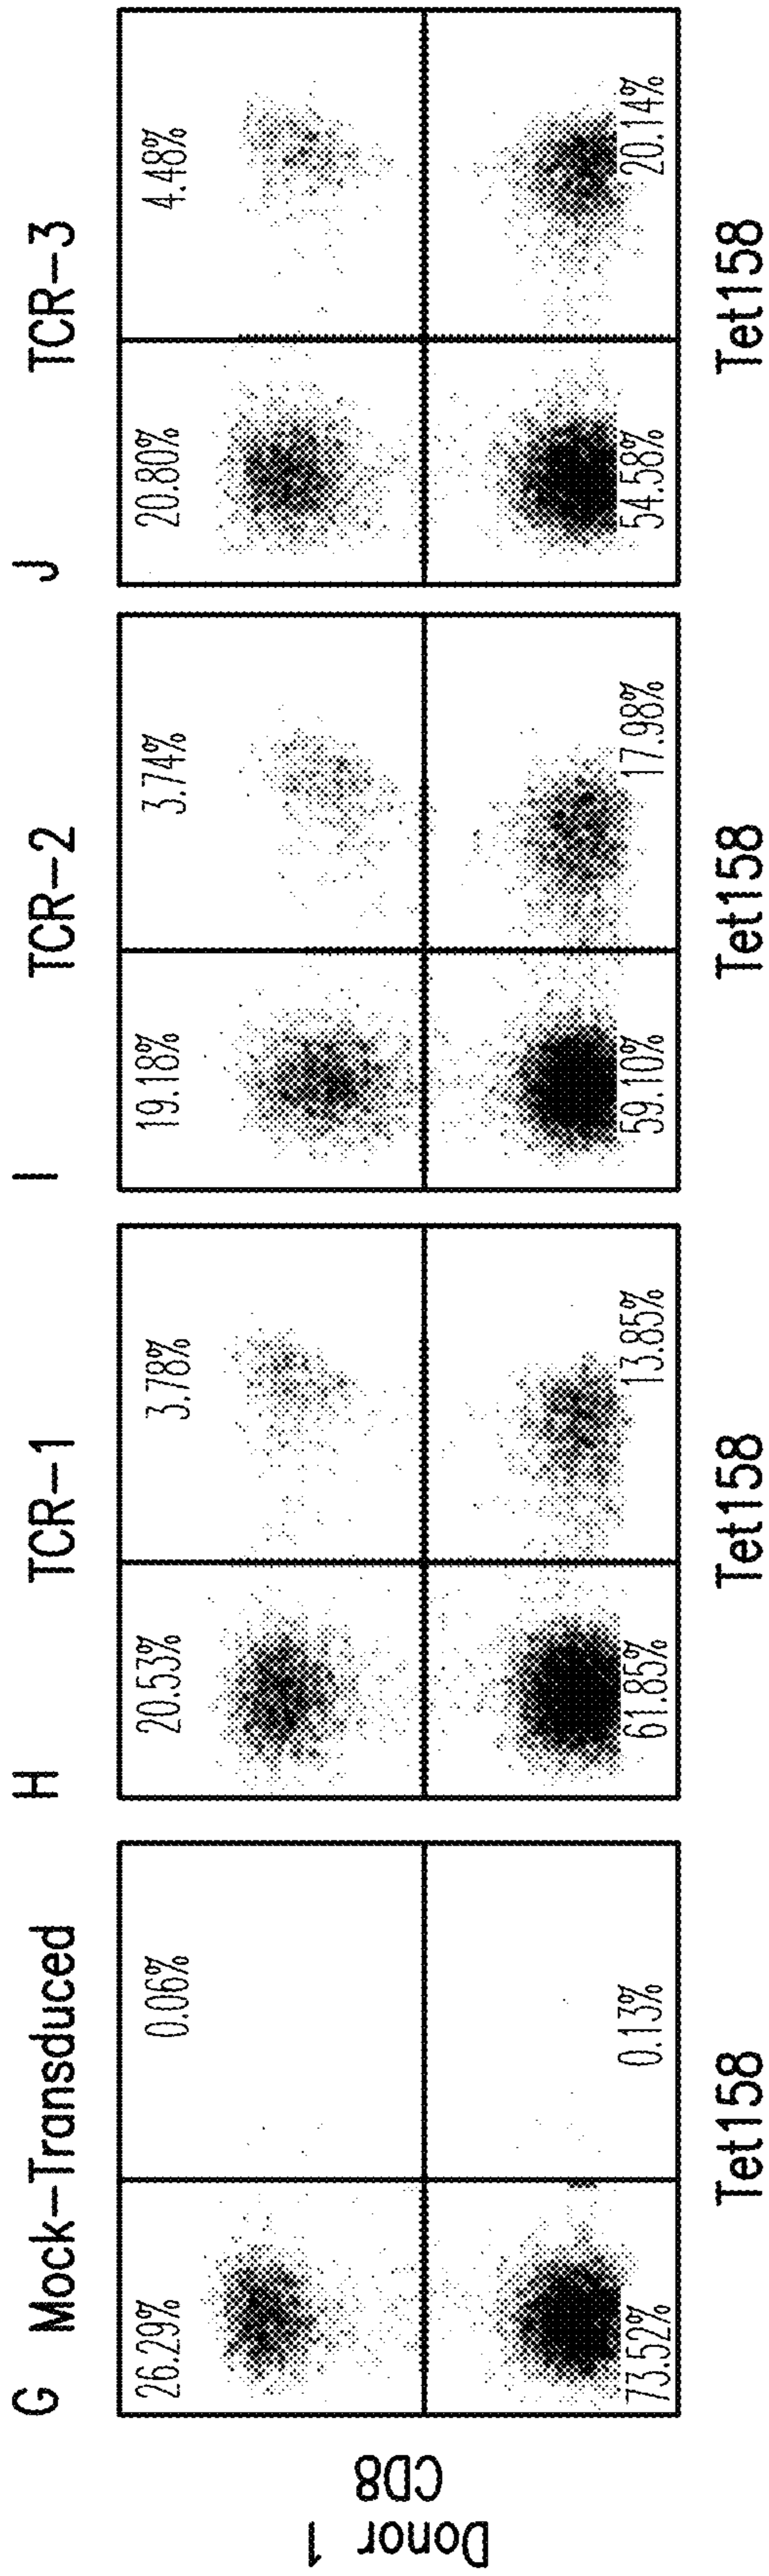 G Mock-Transduced
H TCR-1
I TCR-2
J TCR-3
Donor 1
CD8
26.29% 0.06%
73.52% 0.13%
20.53% 3.78%
61.85% 13.85%
19.18% 3.74%
59.10% 17.98%
20.80% 4.48%
54.58% 20.14%
Tet158
Tet158
Tet158
Tet158